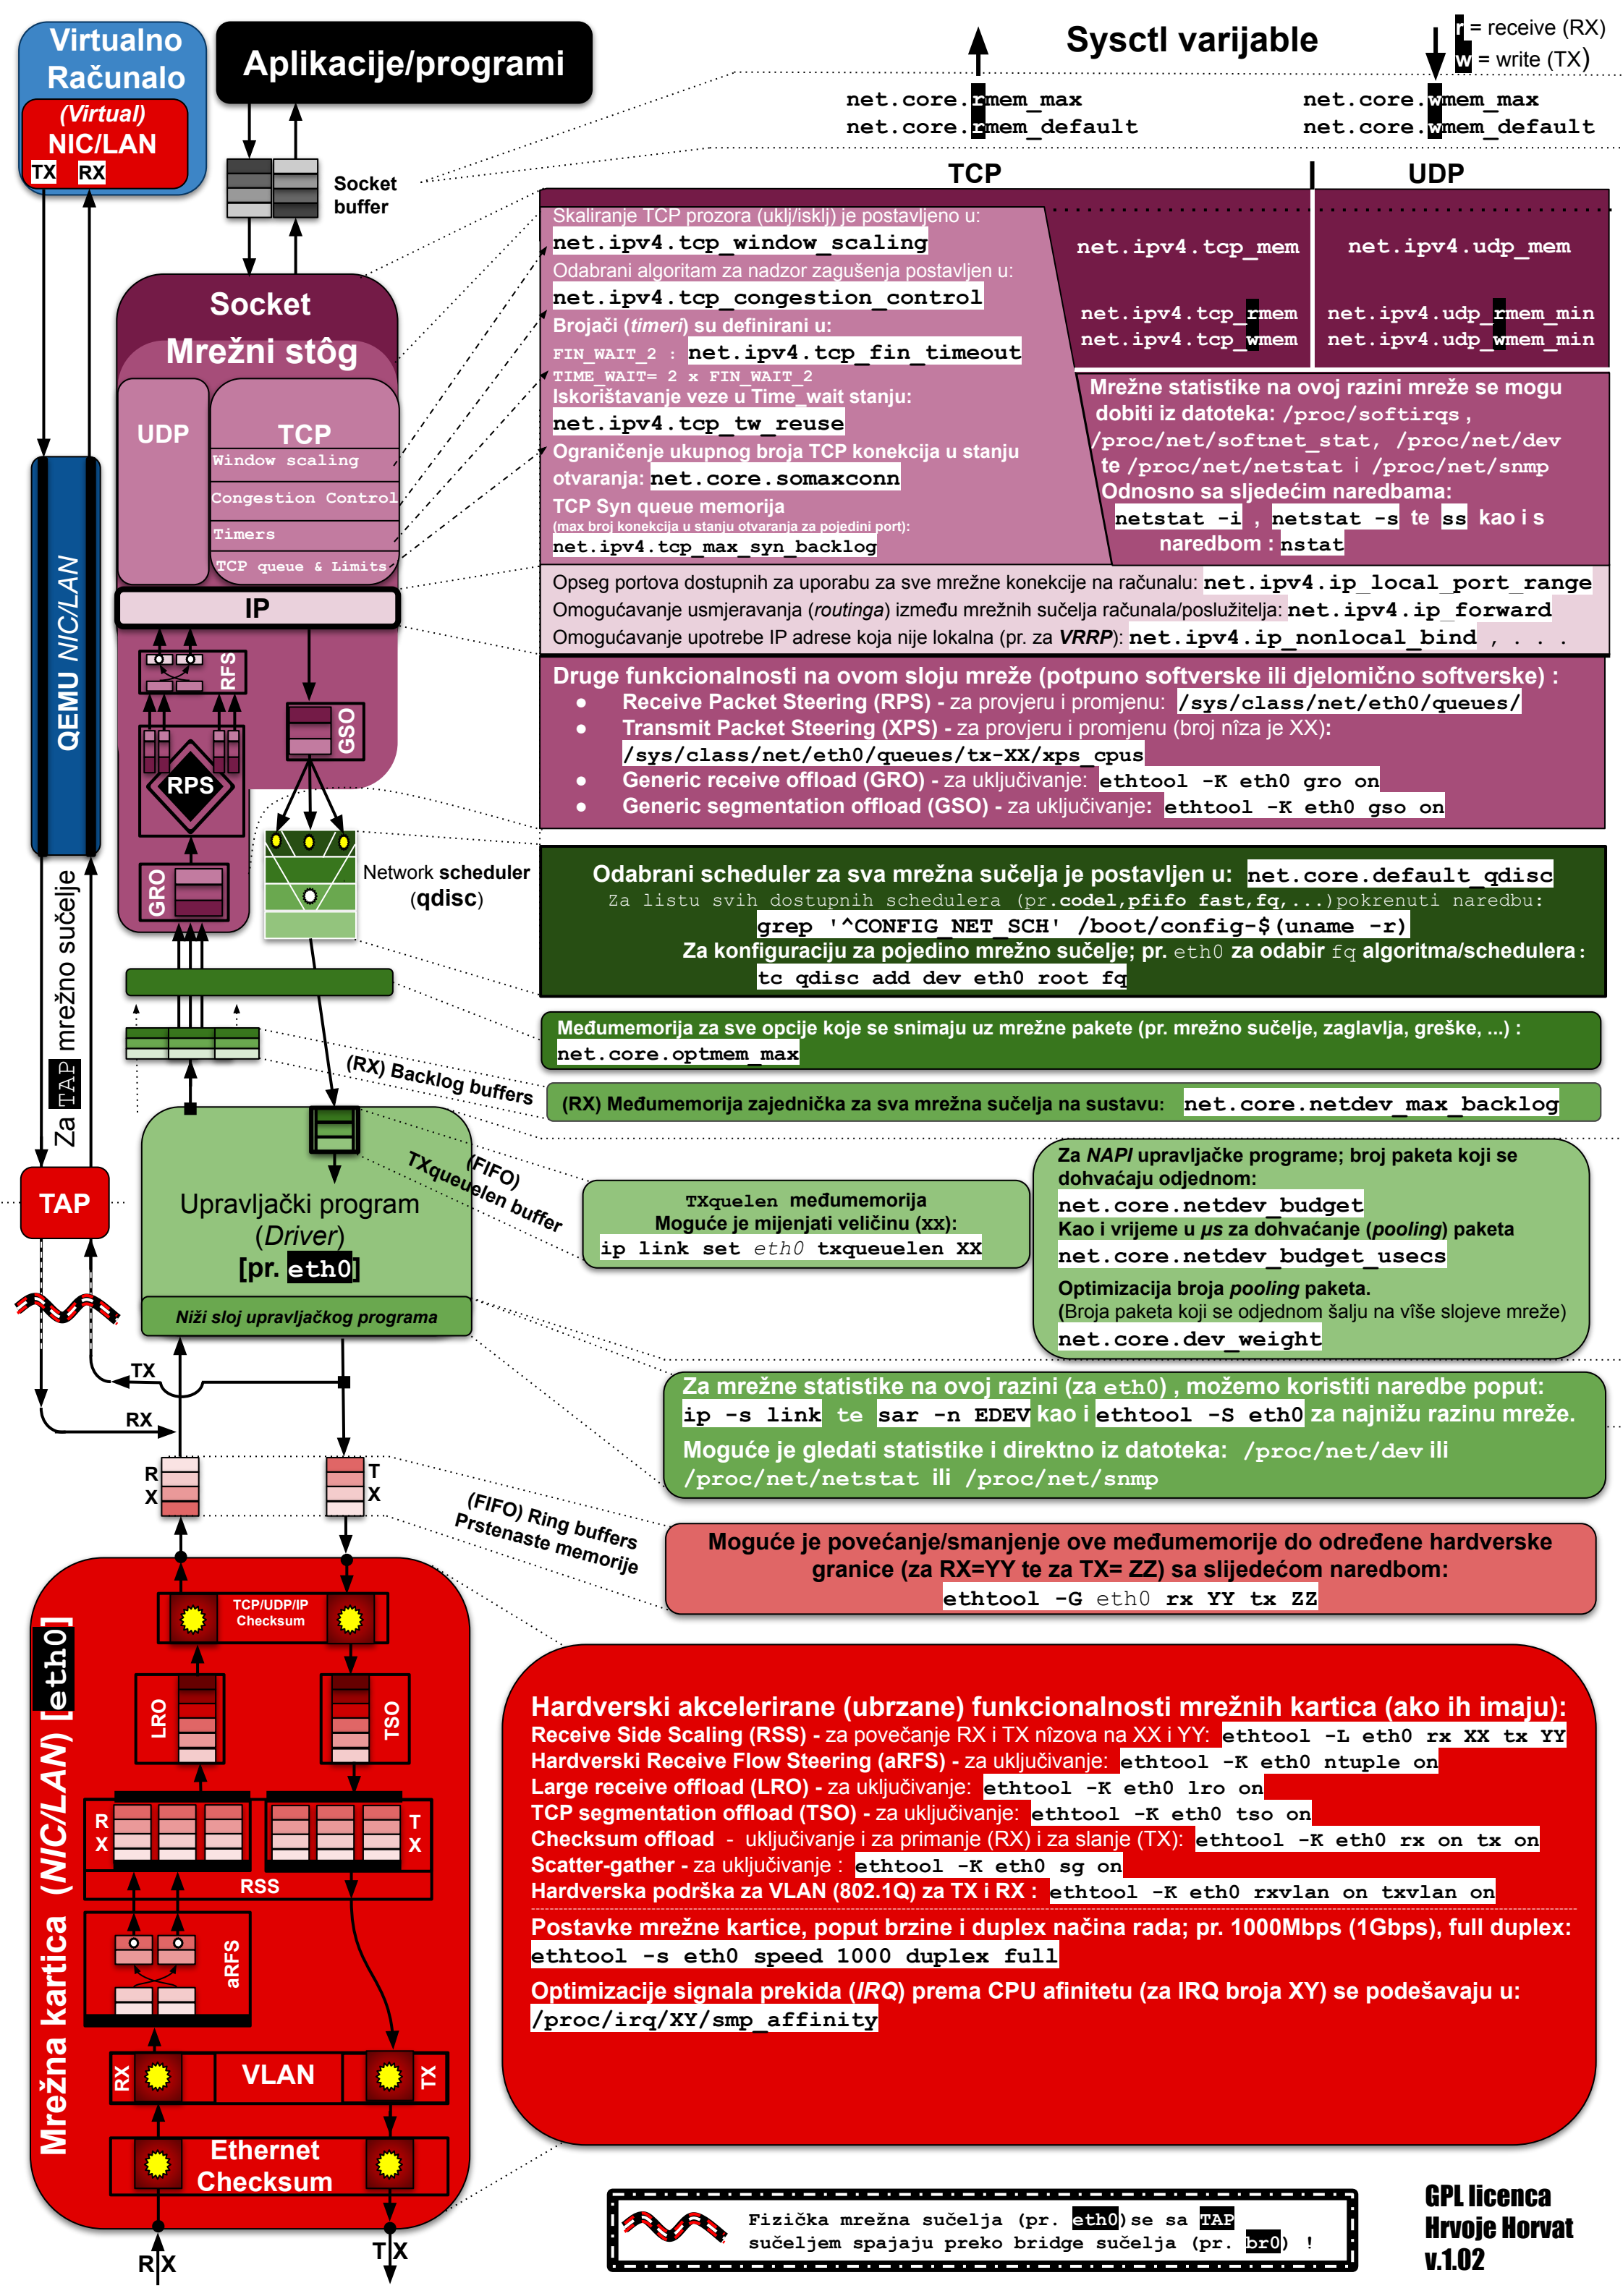 Virtualno
Računalo
(Virtual)
NIC/LAN
TX RX
Aplikacije/programi
Socket
buffer
Sysctl varijable
r = receive (RX)
w = write (TX)
net.core.rmem_max
net.core.rmem_default
net.core.wmem_max
net.core.wmem_default
TCP
UDP
Skaliranje TCP prozora (uklj/isklj) je postavljeno u:
net.ipv4.tcp_window_scaling
Odabrani algoritam za nadzor zagušenja postavljen u:
net.ipv4.tcp_congestion_control
Brojači (timeri) su definirani u:
FIN_WAIT_2 : net.ipv4.tcp_fin_timeout
TIME_WAIT= 2 x FIN_WAIT_2
Iskorištavanje veze u Time_wait stanju:
net.ipv4.tcp_tw_reuse
Ograničenje ukupnog broja TCP konekcija u stanju
otvaranja: net.core.somaxconn
TCP Syn queue memorija
(max broj konekcija u stanju otvaranja za pojedini port):
net.ipv4.tcp_max_syn_backlog
net.ipv4.tcp_mem
net.ipv4.tcp_rmem
net.ipv4.tcp_wmem
net.ipv4.udp_mem
net.ipv4.udp_rmem_min
net.ipv4.udp_wmem_min
Mrežne statistike na ovoj razini mreže se mogu
dobiti iz datoteka: /proc/softirqs ,
/proc/net/softnet_stat, /proc/net/dev
te /proc/net/netstat i /proc/net/snmp
Odnosno sa sljedećim naredbama:
netstat -i , netstat -s te ss kao i s
naredbom : nstat
Socket
Mrežni stôg
UDP
TCP
Window scaling
Congestion Control
Timers
TCP queue & Limits
IP
RFS
GSO
RPS
GRO
QEMU NIC/LAN
Za TAP mrežno sučelje
Opseg portova dostupnih za uporabu za sve mrežne konekcije na računalu: net.ipv4.ip_local_port_range
Omogućavanje usmjeravanja (routinga) između mrežnih sučelja računala/poslužitelja: net.ipv4.ip_forward
Omogućavanje upotrebe IP adrese koja nije lokalna (pr. za VRRP): net.ipv4.ip_nonlocal_bind , . . .
Druge funkcionalnosti na ovom sloju mreže (potpuno softverske ili djelomično softverske) :
● Receive Packet Steering (RPS) - za provjeru i promjenu: /sys/class/net/eth0/queues/
● Transmit Packet Steering (XPS) - za provjeru i promjenu (broj nîza je XX):
/sys/class/net/eth0/queues/tx-XX/xps_cpus
● Generic receive offload (GRO) - za uključivanje: ethtool -K eth0 gro on
● Generic segmentation offload (GSO) - za uključivanje: ethtool -K eth0 gso on
Network scheduler
(qdisc)
Odabrani scheduler za sva mrežna sučelja je postavljen u: net.core.default_qdisc
Za listu svih dostupnih schedulera (pr.codel,pfifo fast,fq,...)pokrenuti naredbu:
grep '^CONFIG_NET_SCH' /boot/config-$(uname -r)
Za konfiguraciju za pojedino mrežno sučelje; pr. eth0 za odabir fq algoritma/schedulera:
tc qdisc add dev eth0 root fq
Međumemorija za sve opcije koje se snimaju uz mrežne pakete (pr. mrežno sučelje, zaglavlja, greške, ...) :
net.core.optmem_max
(RX) Backlog buffers
(RX) Međumemorija zajednička za sva mrežna sučelja na sustavu: net.core.netdev_max_backlog
(FIFO)
TXqueuelen buffer
TXquelen međumemorija
Moguće je mijenjati veličinu (XX):
ip link set eth0 txqueuelen XX
Za NAPI upravljačke programe; broj paketa koji se
dohvaćaju odjednom:
net.core.netdev_budget
Kao i vrijeme u µs za dohvaćanje (pooling) paketa
net.core.netdev_budget_usecs
Optimizacija broja pooling paketa.
(Broja paketa koji se odjednom šalju na vîše slojeve mreže)
net.core.dev_weight
TAP
Upravljački program
(Driver)
[pr. eth0]
Niži sloj upravljačkog programa
TX
RX
Za mrežne statistike na ovoj razini (za eth0) , možemo koristiti naredbe poput:
ip -s link te sar -n EDEV kao i ethtool -S eth0 za najnižu razinu mreže.
Moguće je gledati statistike i direktno iz datoteka: /proc/net/dev ili
/proc/net/netstat ili /proc/net/snmp
RX
TX
(FIFO) Ring buffers
Prstenaste memorije
Moguće je povećanje/smanjenje ove međumemorije do određene hardverske
granice (za RX=YY te za TX= ZZ) sa slijedećom naredbom:
ethtool -G eth0 rx YY tx ZZ
Mrežna kartica (NIC/LAN) [eth0]
TCP/UDP/IP
Checksum
LRO
TSO
RX
TX
RSS
aRFS
RX
VLAN
TX
Ethernet
Checksum
RX
TX
Hardverski akcelerirane (ubrzane) funkcionalnosti mrežnih kartica (ako ih imaju):
Receive Side Scaling (RSS) - za povečanje RX i TX nîzova na XX i YY: ethtool -L eth0 rx XX tx YY
Hardverski Receive Flow Steering (aRFS) - za uključivanje: ethtool -K eth0 ntuple on
Large receive offload (LRO) - za uključivanje: ethtool -K eth0 lro on
TCP segmentation offload (TSO) - za uključivanje: ethtool -K eth0 tso on
Checksum offload - uključivanje i za primanje (RX) i za slanje (TX): ethtool -K eth0 rx on tx on
Scatter-gather - za uključivanje : ethtool -K eth0 sg on
Hardverska podrška za VLAN (802.1Q) za TX i RX : ethtool -K eth0 rxvlan on txvlan on
Postavke mrežne kartice, poput brzine i duplex načina rada; pr. 1000Mbps (1Gbps), full duplex:
ethtool -s eth0 speed 1000 duplex full
Optimizacije signala prekida (IRQ) prema CPU afinitetu (za IRQ broja XY) se podešavaju u:
/proc/irq/XY/smp_affinity
Fizička mrežna sučelja (pr. eth0)se sa TAP
sučeljem spajaju preko bridge sučelja (pr. br0) !
GPL licenca
Hrvoje Horvat
v.1.02